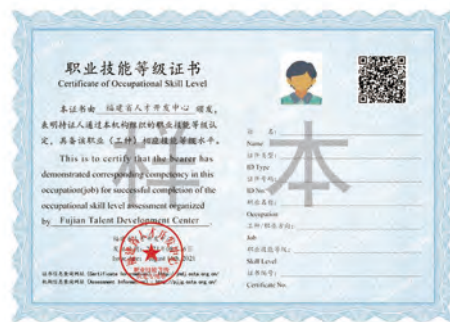 职业技能等级证书
Certificate of Occupational Skill Level
本证书由 福建省人才开发中心 颁发，
表明持证人通过本机构组织的职业技能等级认
定，具备该职业（工种）相应技能等级水平。
This is to certify that the bearer has
demonstrated corresponding competency in this
occupation(job) for successful completion of the
occupational skill level assessment organized
by Fujian Talent Development Center.
样本
姓 名：
Name
证件类型：
ID Type
证件号码：
ID No.
职业名称：
Occupation
工种/职业方向：
Job
职业技能等级：
Skill Level
证书编号：
Certificate No.